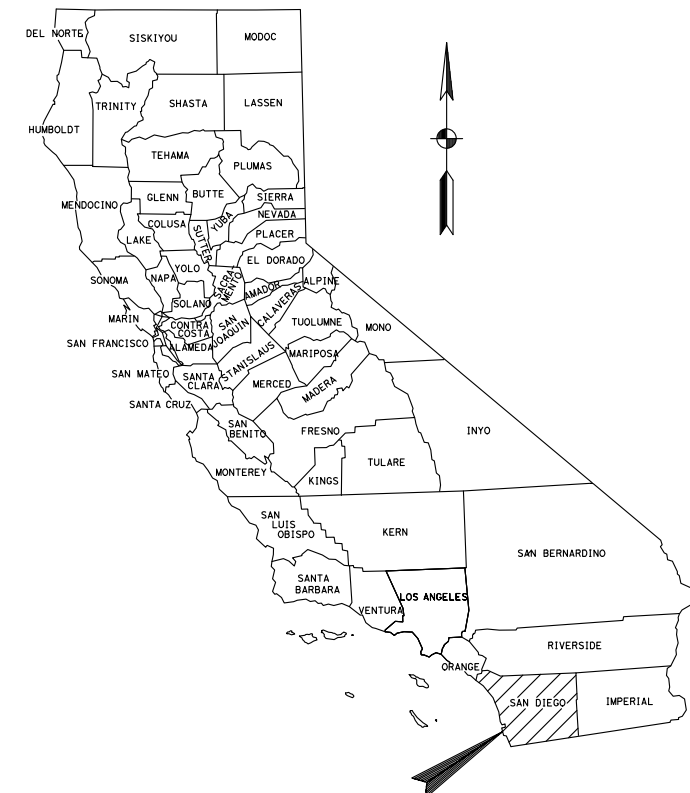 DEL NORTE
SISKIYOU
MODOC
TRINITY
SHASTA
LASSEN
HUMBOLDT
TEHAMA
PLUMAS
GLENN
BUTTE
SIERRA
MENDOCINO
YUBA
NEVADA
COLUSA
SUTTER
PLACER
LAKE
EL DORADO
YOLO
SONOMA
NAPA
SACRA-
MENTO
AMADOR
ALPINE
SOLANO
CALAVERAS
MARIN
CONTRA
COSTA
SAN
JOAQUIN
TUOLUMNE
MONO
SAN FRANCISCO
ALAMEDA
STANISLAUS
MARIPOSA
SAN MATEO
SANTA
CLARA
MERCED
MADERA
SANTA CRUZ
SAN
BENITO
FRESNO
INYO
MONTEREY
KINGS
TULARE
SAN
LUIS
OBISPO
KERN
SAN BERNARDINO
SANTA
BARBARA
VENTURA
LOS ANGELES
RIVERSIDE
ORANGE
SAN DIEGO
IMPERIAL